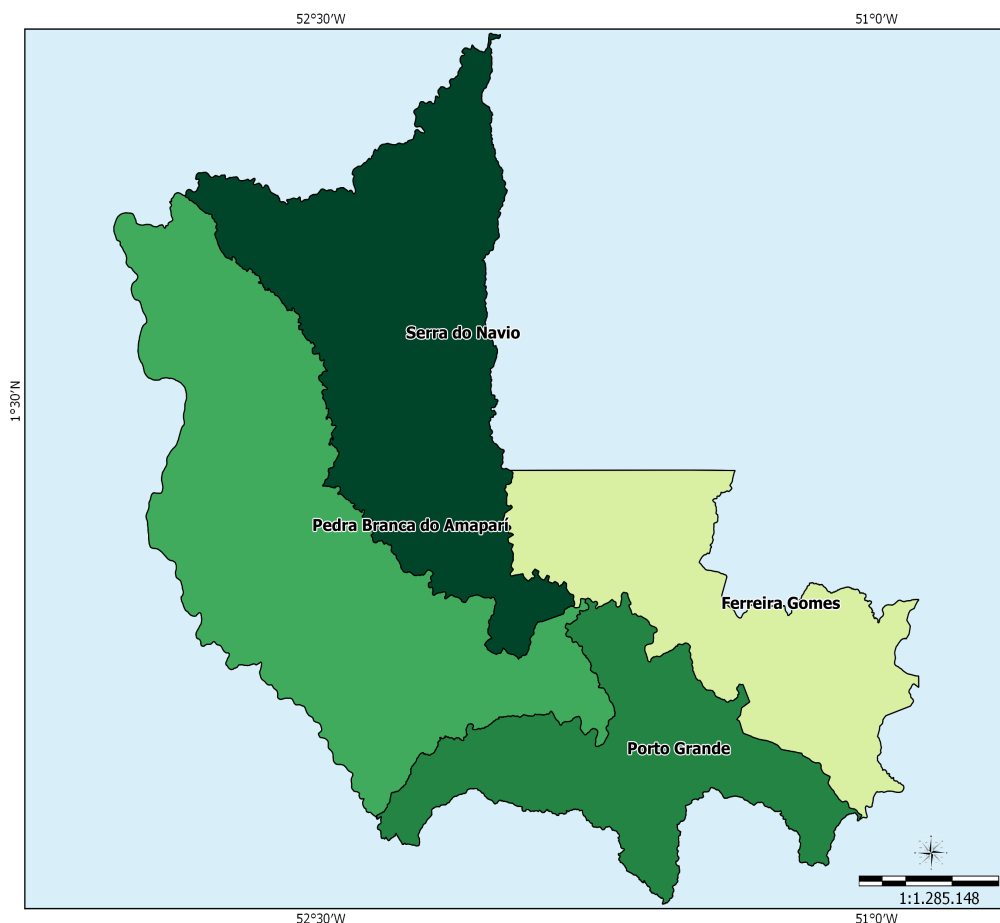 52°30′W 51°0′W
1°30′N
Serra do Navio
Pedra Branca do Amaparí
Ferreira Gomes
Porto Grande
1:1.285.148
52°30′W 51°0′W